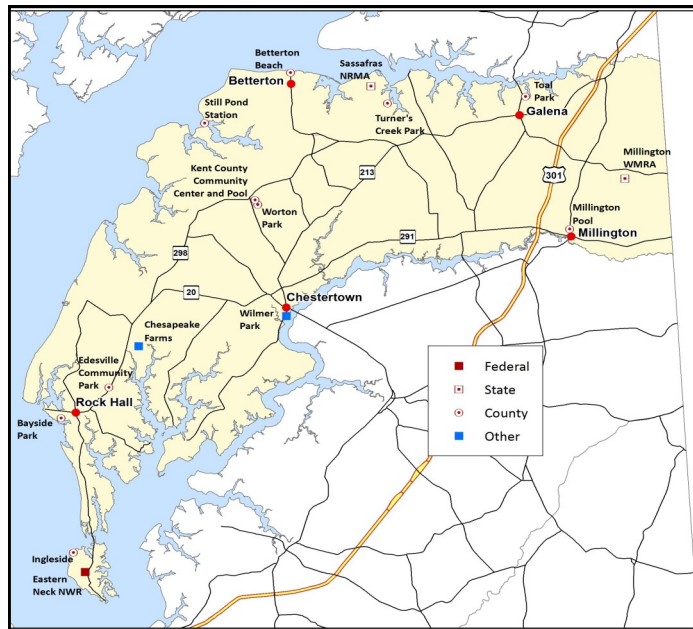 Betterton
Beach
Sassafras
NRMA
Betterton
Toal
Park
Still Pond
Station
Turner's
Creek Park
Galena
Kent County
Community
Center and Pool
213
Millington
WMRA
301
Worton
Park
Millington
Pool
291
Millington
298
20
Chestertown
Wilmer
Park
Chesapeake
Farms
Edesville
Community
Park
Rock Hall
Bayside
Park
Federal
State
County
Other
Ingleside
Eastern
Neck NWR